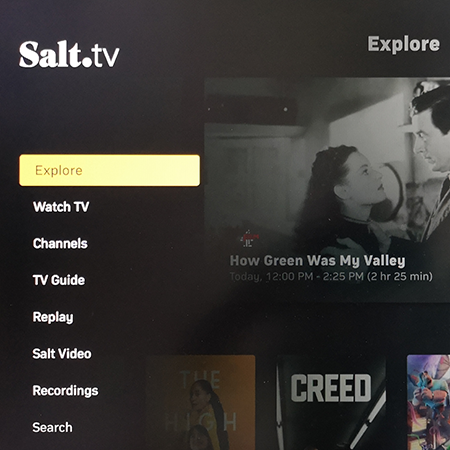 Salt.tv
Explore
Explore
Watch TV
Channels
TV Guide
Replay
Salt Video
Recordings
Search
How Green Was My Valley
Today, 12:00 PM - 2:25 PM (2 hr 25 min)
THE
HIGH
CREED